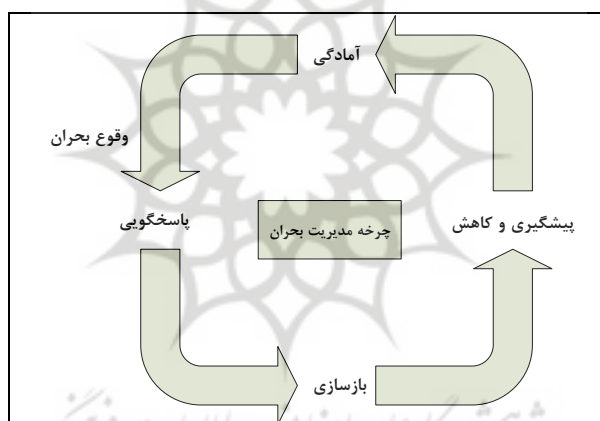 آمادگی
وقوع بحران
پاسخگویی
چرخه مدیریت بحران
پیشگیری و کاهش
بازسازی